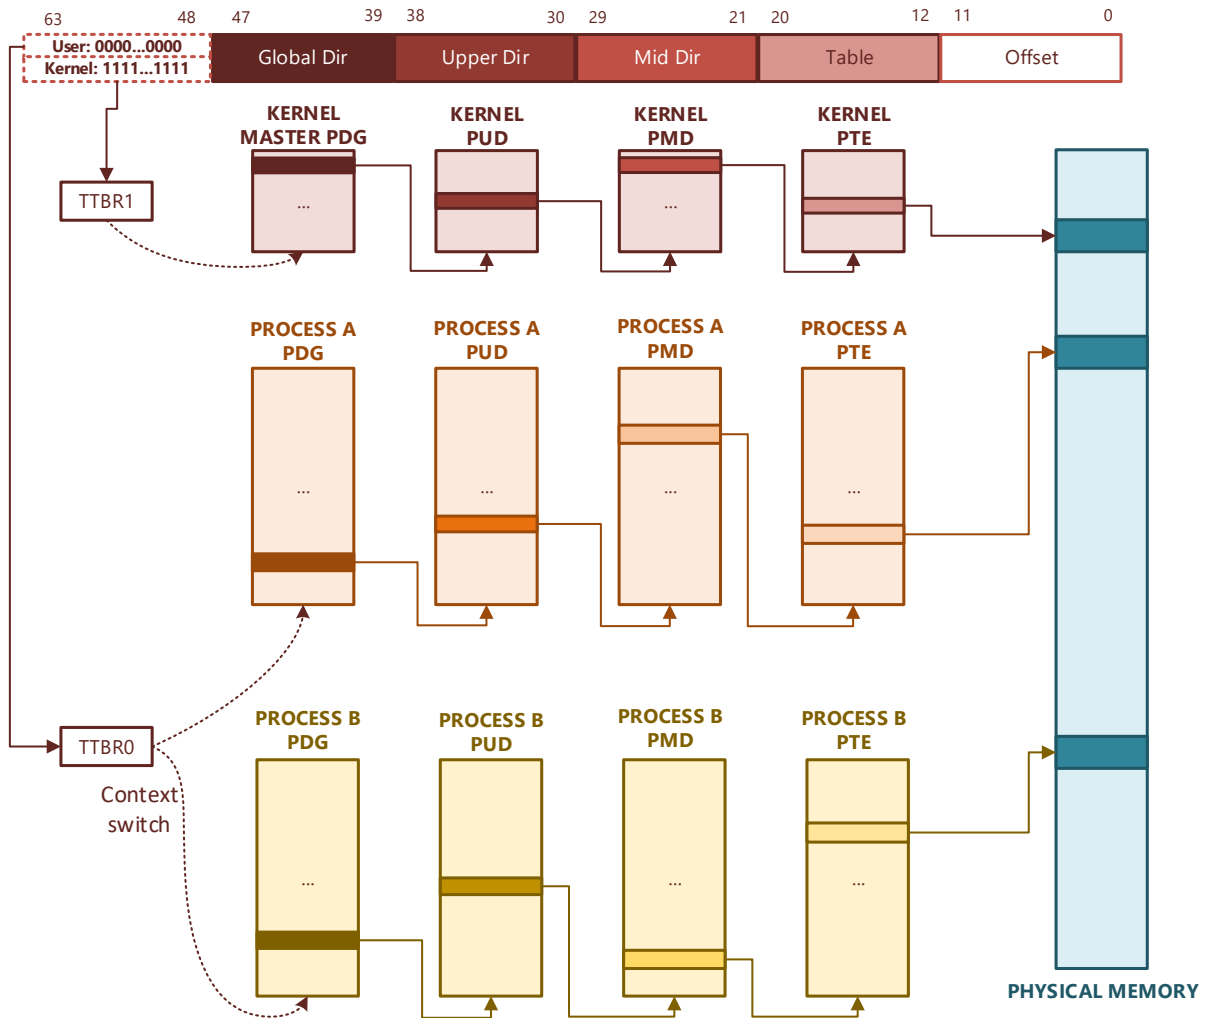 63 48 47 39 38 30 29 21 20 12 11 0
User: 0000...0000
Kernel: 1111...1111
Global Dir Upper Dir Mid Dir Table Offset
KERNEL
MASTER PDG
KERNEL
PUD
KERNEL
PMD
KERNEL
PTE
TTBR1
...
...
PROCESS A
PDG
PROCESS A
PUD
PROCESS A
PMD
PROCESS A
PTE
...
...
...
...
TTBR0
Context
switch
PROCESS B
PDG
PROCESS B
PUD
PROCESS B
PMD
PROCESS B
PTE
...
...
...
PHYSICAL MEMORY